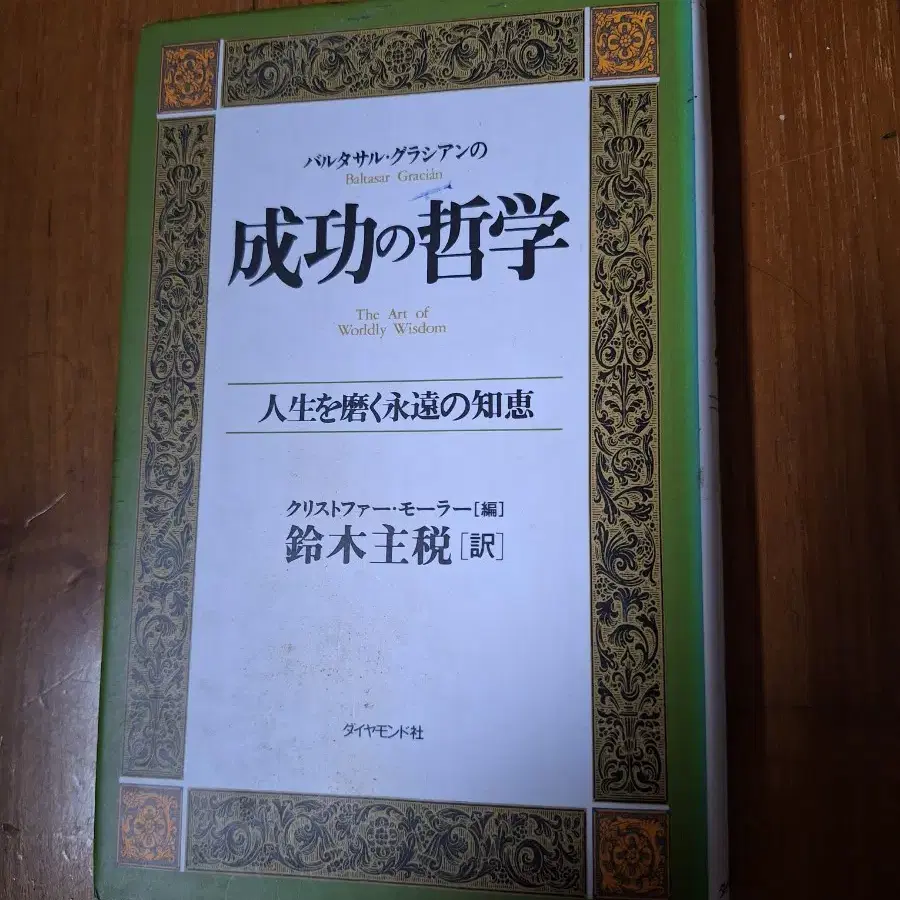 バルタサル・グラシアンの
Baltasar Gracián
成功の哲学
The Art of
Worldly Wisdom
人生を磨く永遠の知恵
クリストファー・モーラー[編]
鈴木主税[訳]
ダイヤモンド社